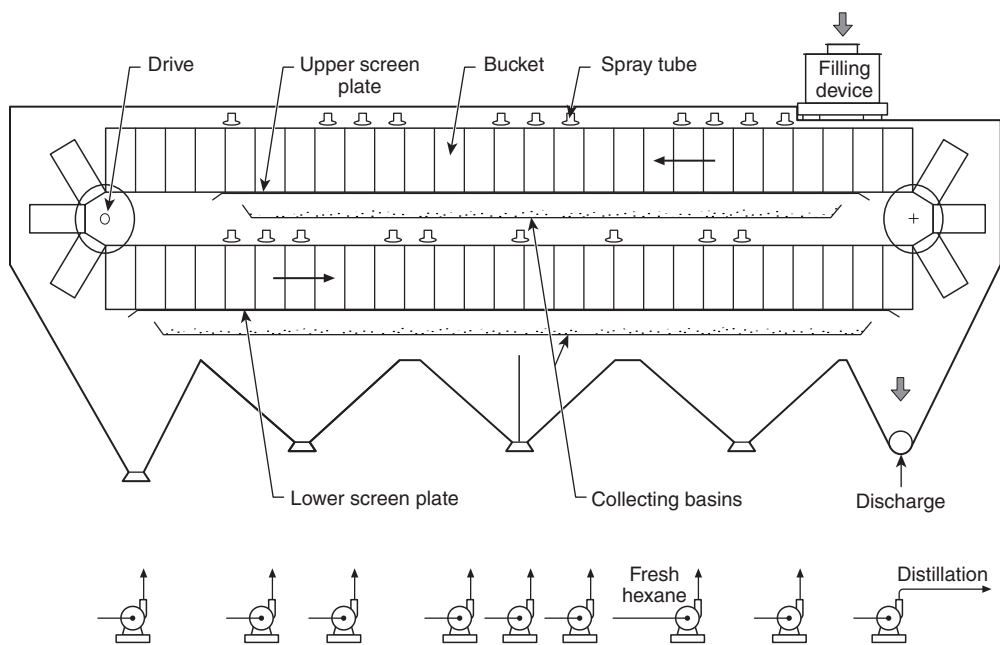 Drive
Upper screen
plate
Bucket
Spray tube
Filling
device
Lower screen plate
Collecting basins
Discharge
Fresh
hexane
Distillation